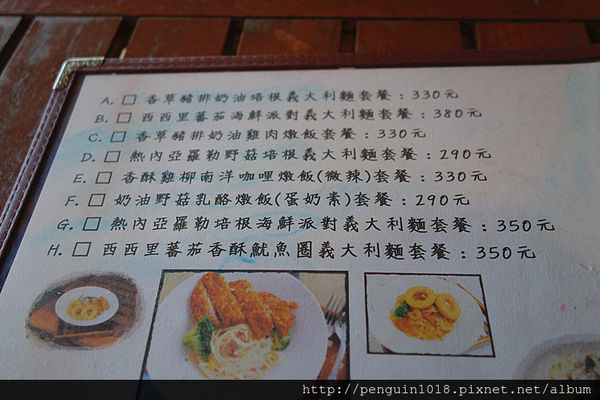 A. □ 香草豬排奶油培根義大利麵套餐：330元
B. □ 西西里蕃茄海鮮派對義大利麵套餐：380元
C. □ 香草豬排奶油雞肉燉飯套餐：330元
D. □ 熱內亞羅勒野菇培根義大利麵套餐：290元
E. □ 香酥雞柳南洋咖哩燉飯(微辣)套餐：330元
F. □ 奶油野菇乳酪燉飯(蛋奶素)套餐：290元
G. □ 熱內亞羅勒培根海鮮派對義大利麵套餐：350元
H. □ 西西里蕃茄香酥魷魚圈義大利麵套餐：350元
http://penguin1018.pixnet.net/album